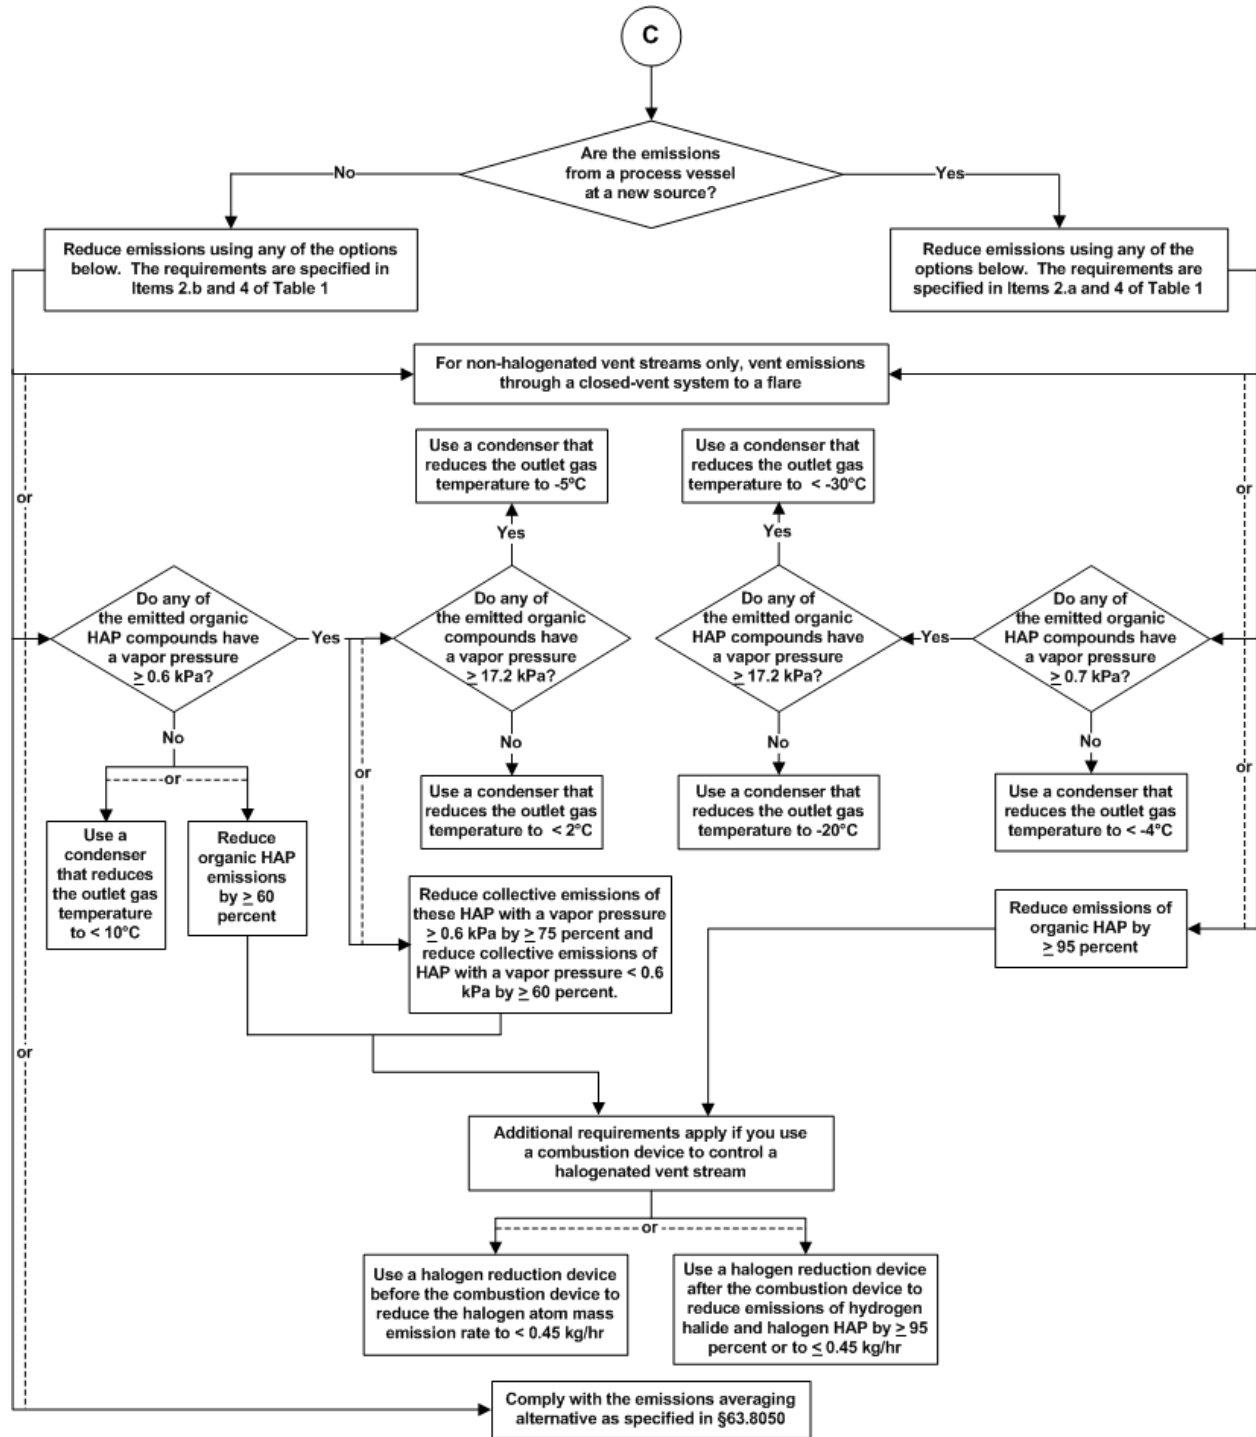 C
Are the emissions
from a process vessel
at a new source?
No
Yes
Reduce emissions using any of the options
below. The requirements are specified in
Items 2.b and 4 of Table 1
Reduce emissions using any of the
options below. The requirements are
specified in Items 2.a and 4 of Table 1
For non-halogenated vent streams only, vent emissions
through a closed-vent system to a flare
or
or
Use a condenser that
reduces the outlet gas
temperature to -5°C
Use a condenser that
reduces the outlet gas
temperature to < -30°C
Yes
Yes
Do any of
the emitted organic
HAP compounds have
a vapor pressure
≥ 0.6 kPa?
Yes
Do any of
the emitted organic
compounds have
a vapor pressure
≥ 17.2 kPa?
Do any of
the emitted organic
HAP compounds have
a vapor pressure
≥ 17.2 kPa?
Yes
Do any of
the emitted organic
HAP compounds have
a vapor pressure
≥ 0.7 kPa?
No
No
No
No
or
or
or
Use a
condenser
that reduces
the outlet gas
temperature
to < 10°C
Reduce
organic HAP
emissions
by ≥ 60
percent
Use a condenser that
reduces the outlet gas
temperature to < 2°C
Use a condenser that
reduces the outlet gas
temperature to -20°C
Use a condenser that
reduces the outlet gas
temperature to < -4°C
Reduce collective emissions of
these HAP with a vapor pressure
≥ 0.6 kPa by ≥ 75 percent and
reduce collective emissions of
HAP with a vapor pressure < 0.6
kPa by ≥ 60 percent.
Reduce emissions of
organic HAP by
≥ 95 percent
or
Additional requirements apply if you use
a combustion device to control a
halogenated vent stream
or
Use a halogen reduction device
before the combustion device to
reduce the halogen atom mass
emission rate to < 0.45 kg/hr
Use a halogen reduction device
after the combustion device to
reduce emissions of hydrogen
halide and halogen HAP by ≥ 95
percent or to ≤ 0.45 kg/hr
Comply with the emissions averaging
alternative as specified in §63.8050